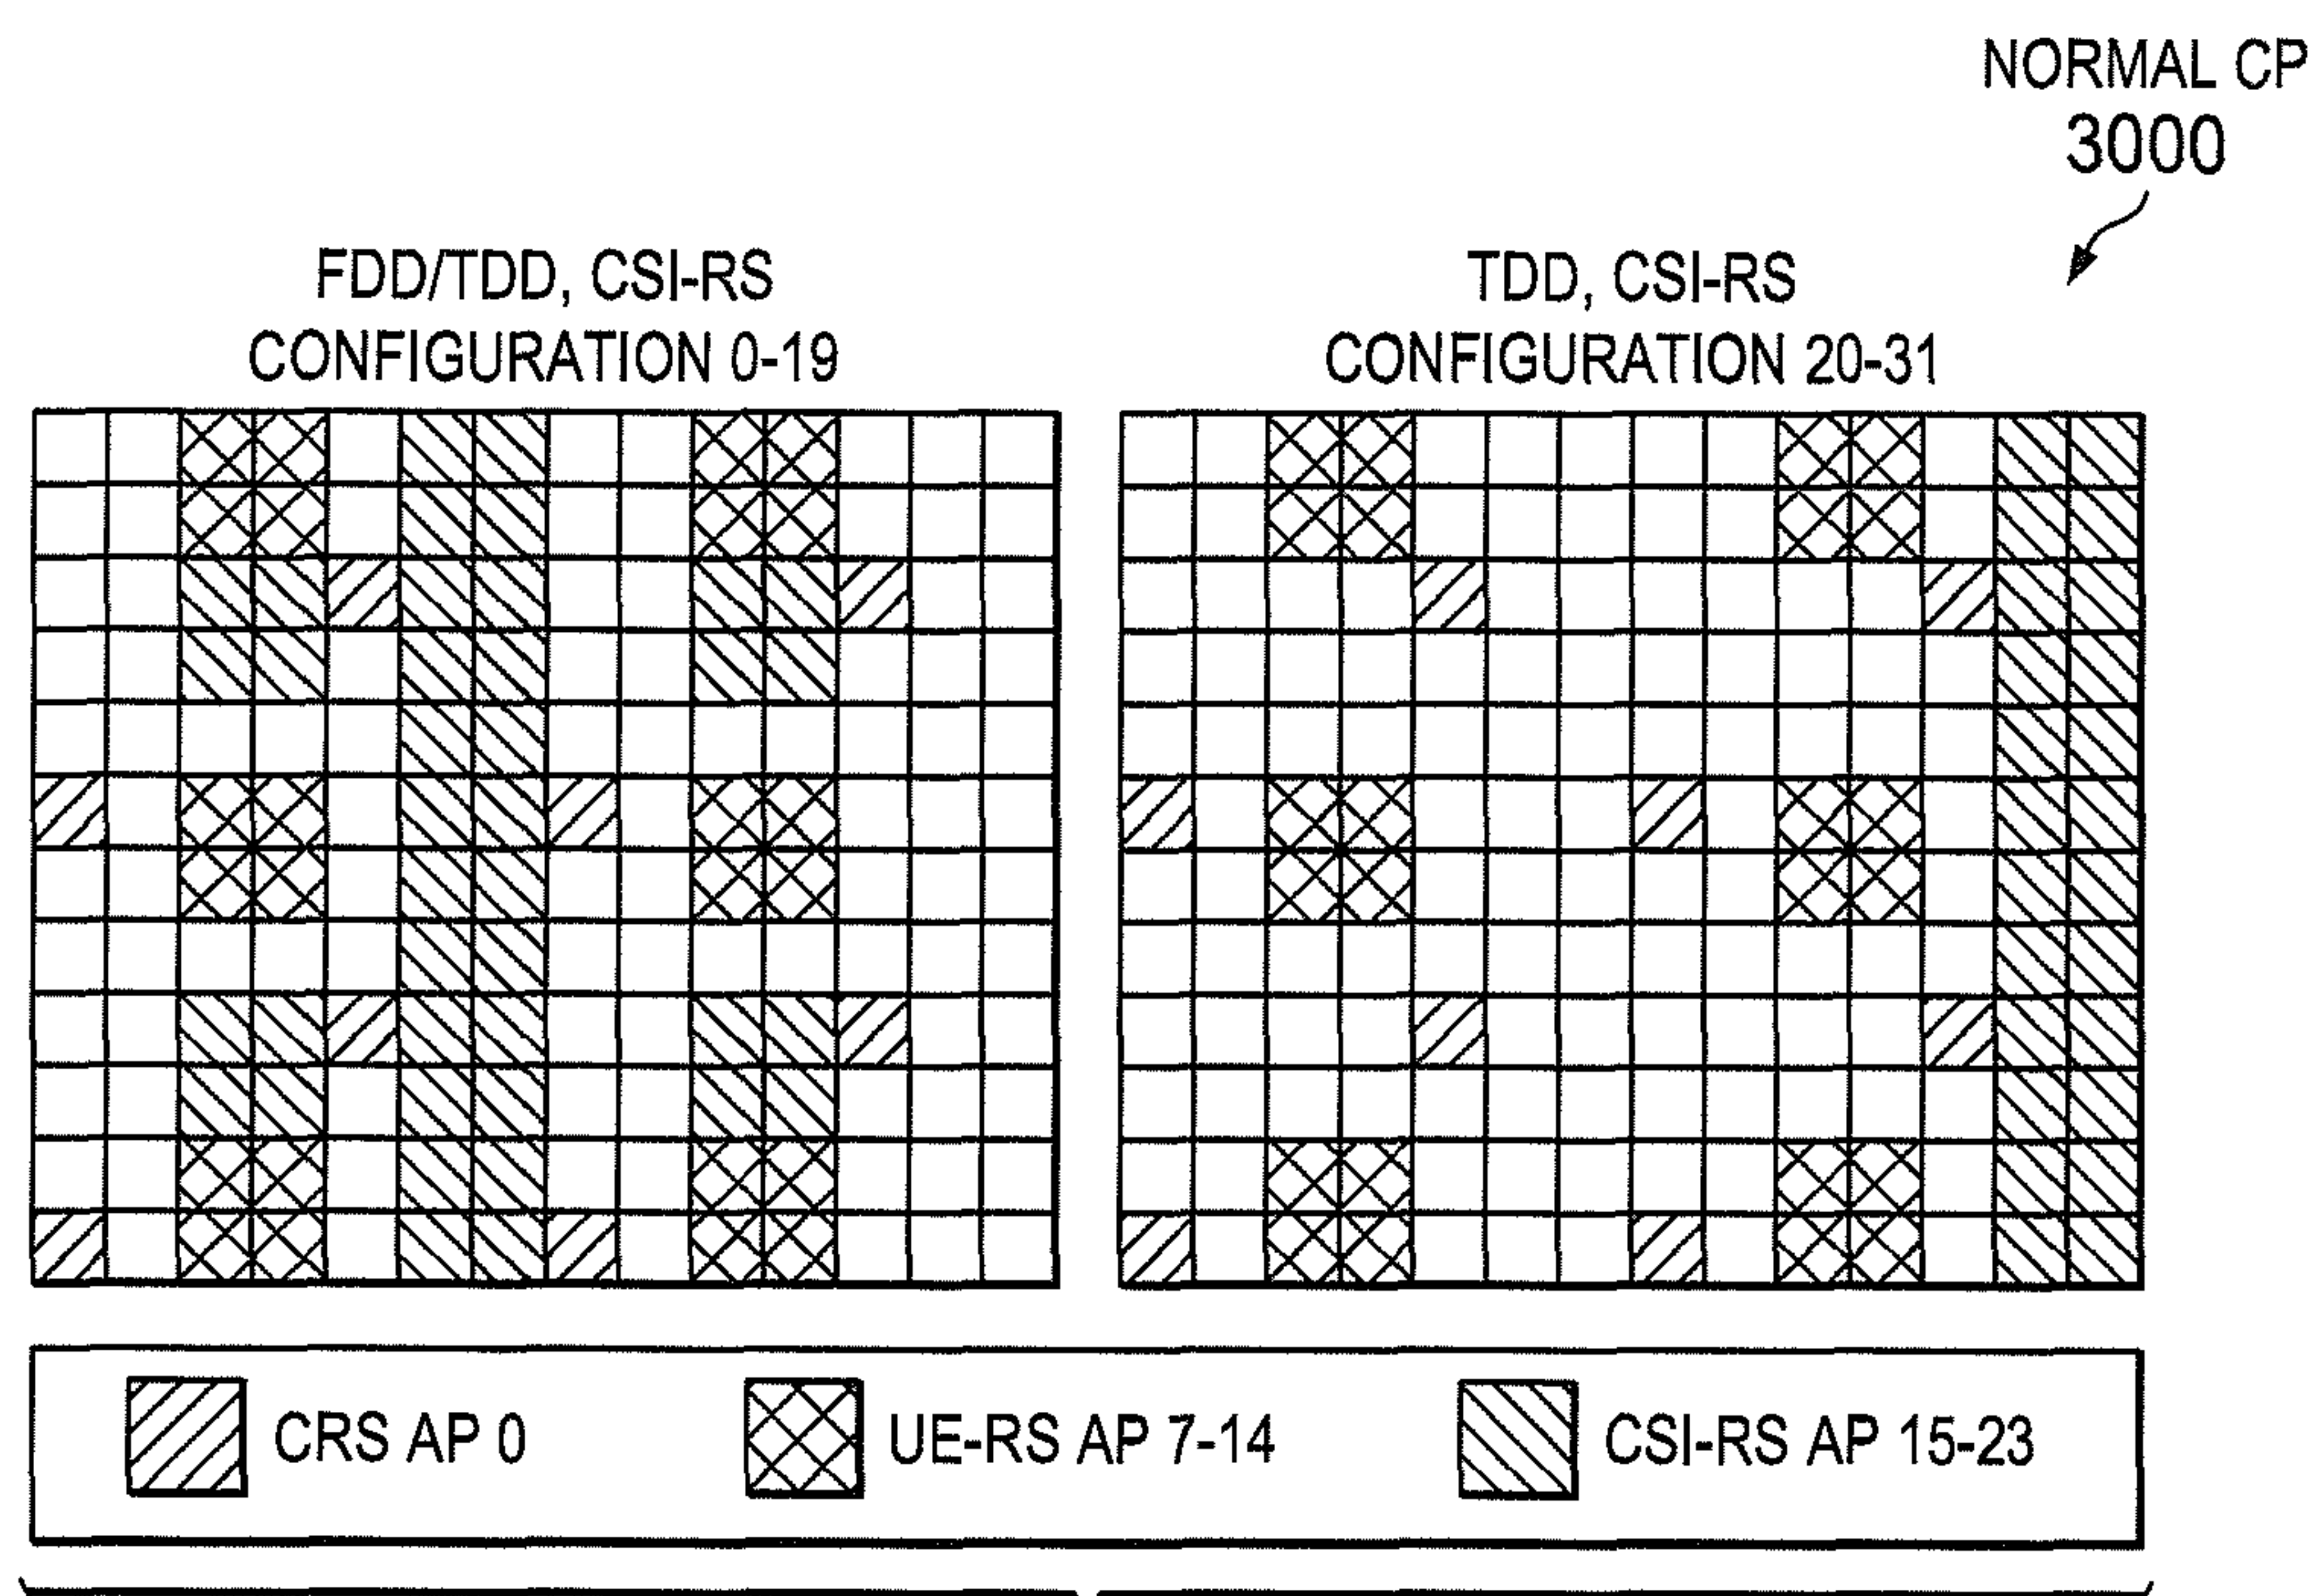 NORMAL CP
3000
FDD/TDD, CSI-RS
CONFIGURATION 0-19
TDD, CSI-RS
CONFIGURATION 20-31
CRS AP 0
UE-RS AP 7-14
CSI-RS AP 15-23